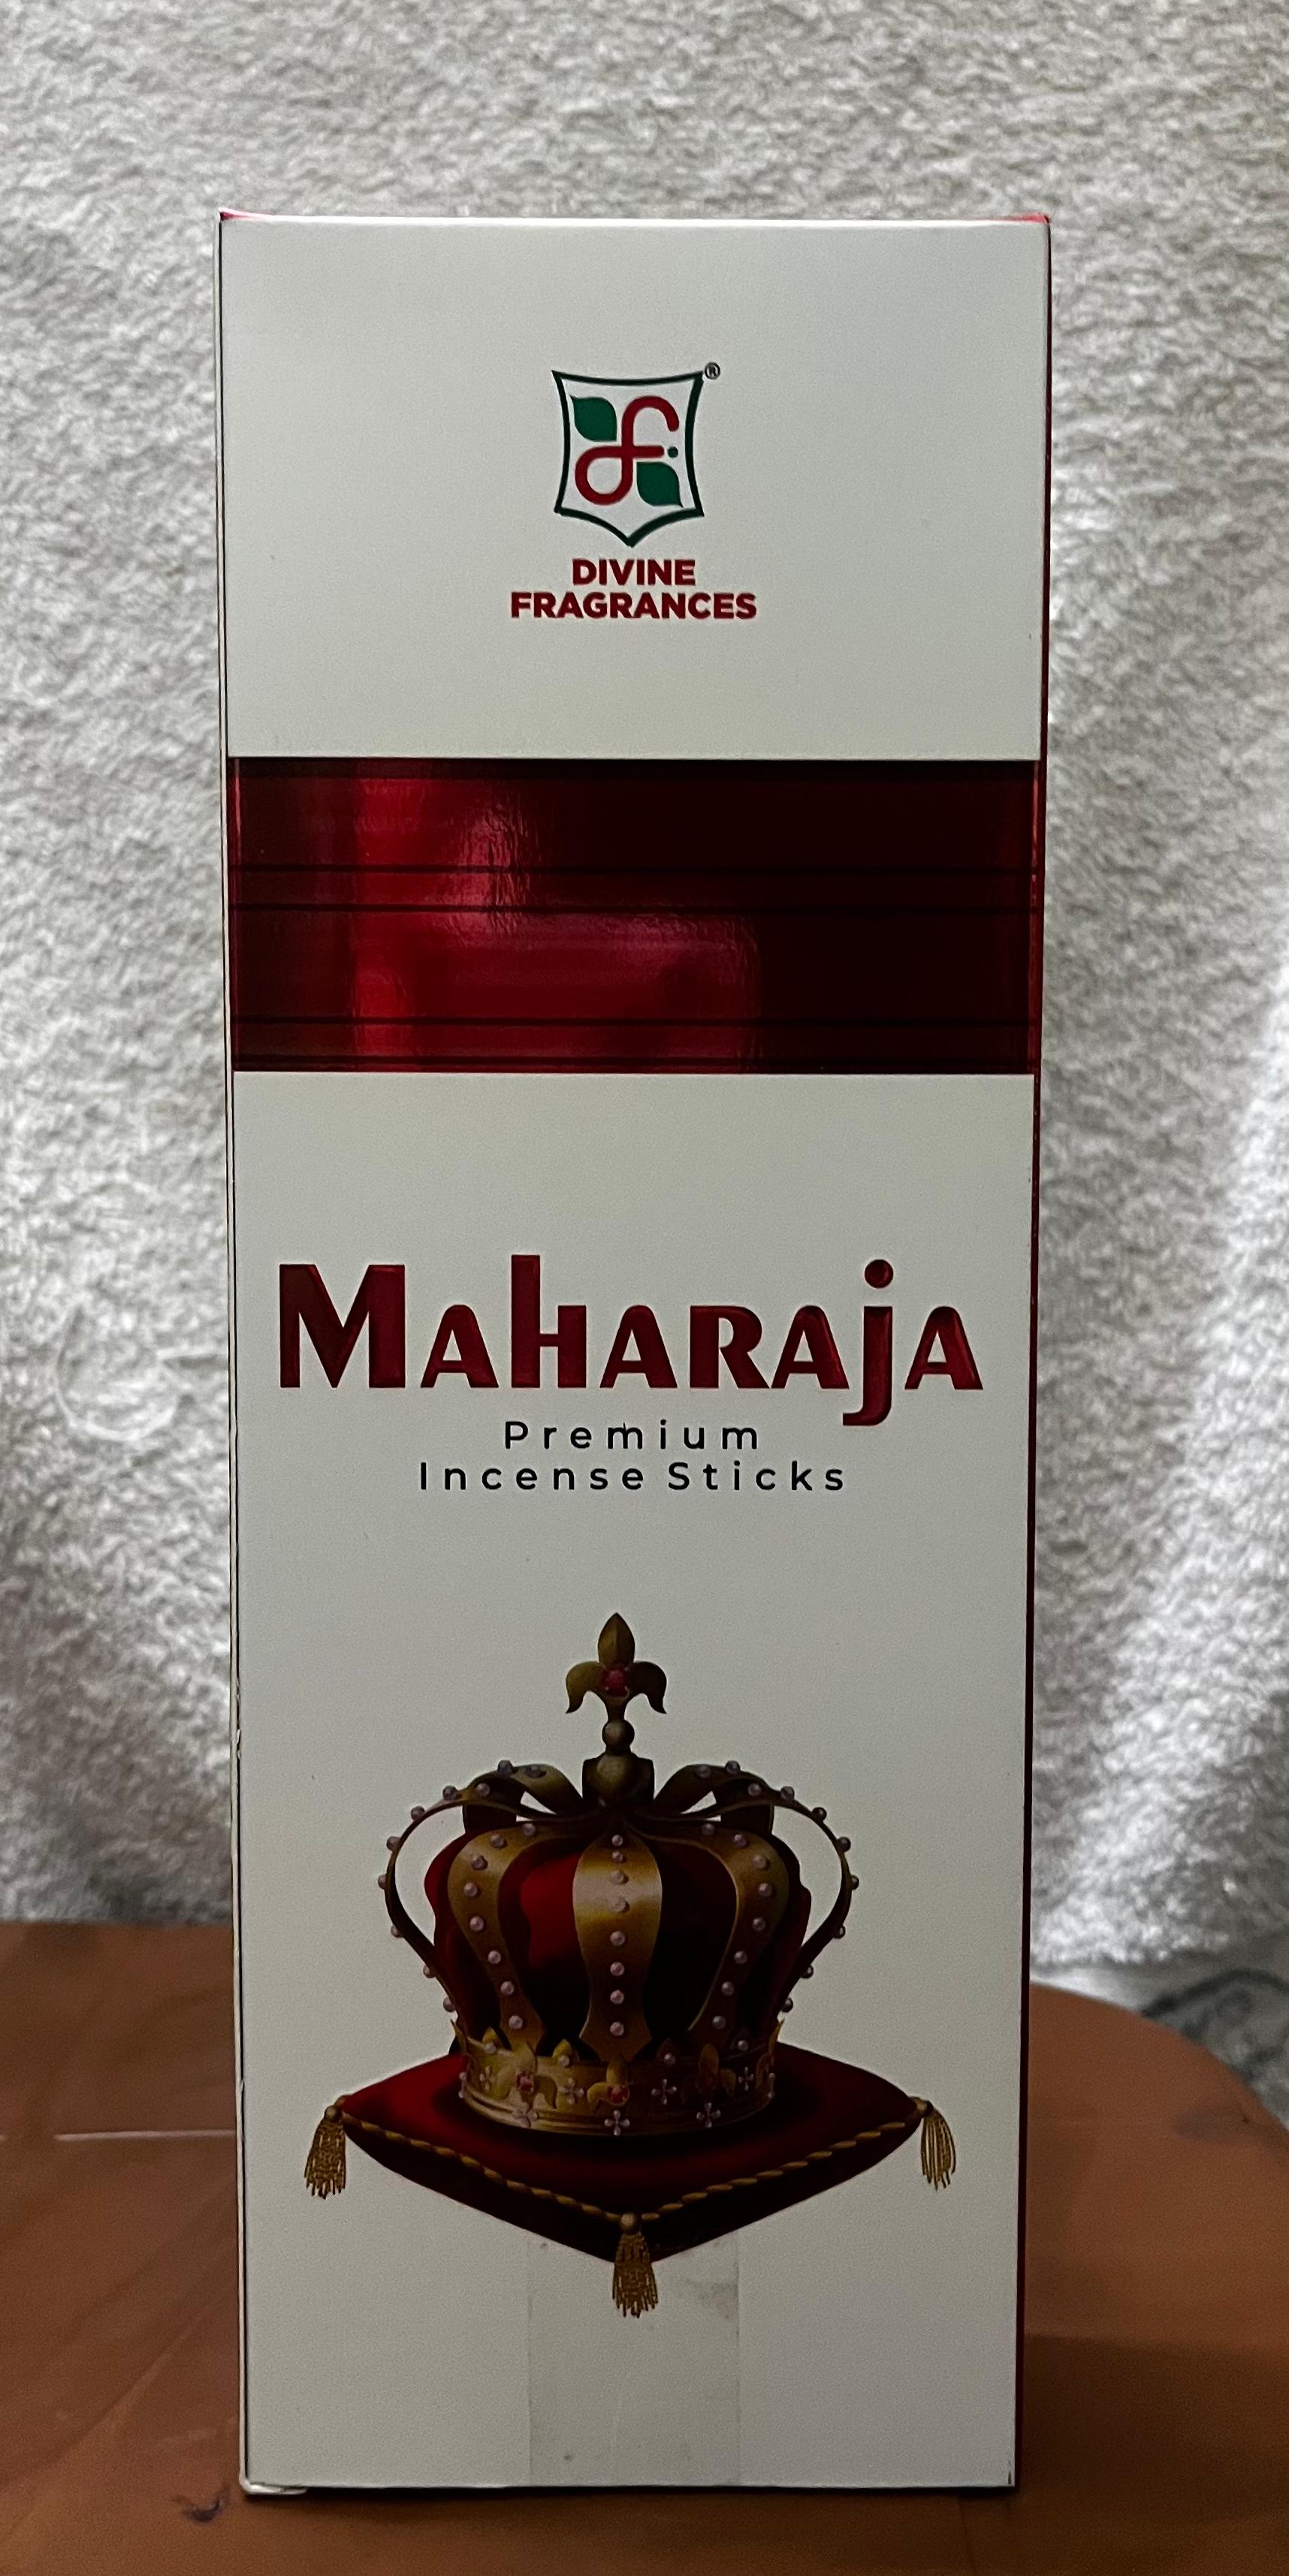 ®
DIVINE
FRAGRANCES
Maharaja
Premium
Incense Sticks